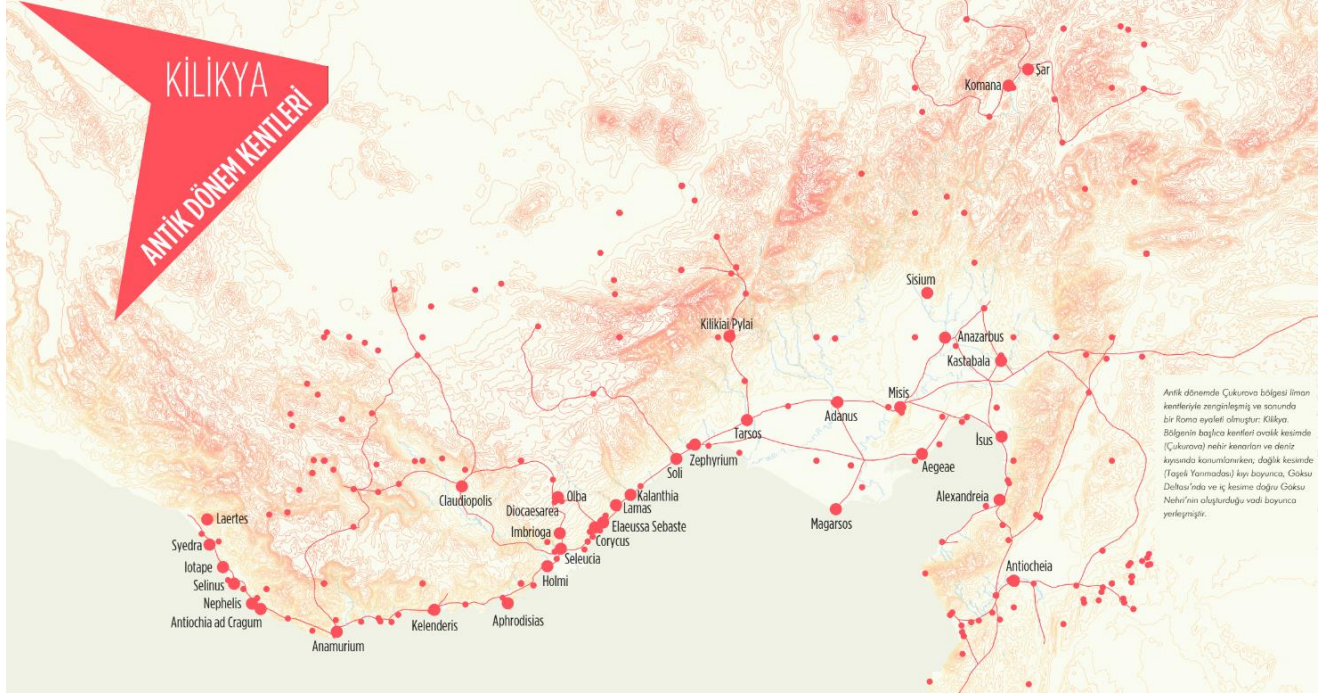 KİLİKYA
ANTİK DÖNEM KENTLERİ
Şar
Komana
Sisium
Kilikiai Pylai
Anazarbus
Kastabala
Misis
Adanus
Tarsos
İsus
Zephyrium
Soli
Aegeae
Alexandreia
Magarsos
Antiocheia
Kalanthia
Lamas
Elaeussa Sebaste
Corycus
Olba
Diocaesarea
Imbrioga
Seleucia
Holmi
Claudiopolis
Aphrodisias
Kelenderis
Anamurium
Laertes
Syedra
Iotape
Selinus
Nephelis
Antiochia ad Cragum
Antik dönemde Çukurova bölgesi liman
kentleriyle zenginleşmiş ve sonunda
bir Roma eyaleti olmuştur: Kilikya.
Bölgenin başlıca kentleri ovalık kesimde
(Çukurova) nehir kenarları ve deniz
kıyısında konumlanırken; dağlık kesimde
(Taşeli Yarımadası) kıyı boyunca, Göksu
Deltası'nda ve iç kesime doğru Göksu
Nehri'nin oluşturduğu vadi boyunca
yerleşmiştir.